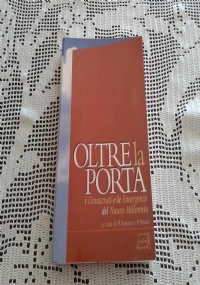 OLTRE la
PORTA
i Consacrati e le Emergenze
del Nuovo Millennio